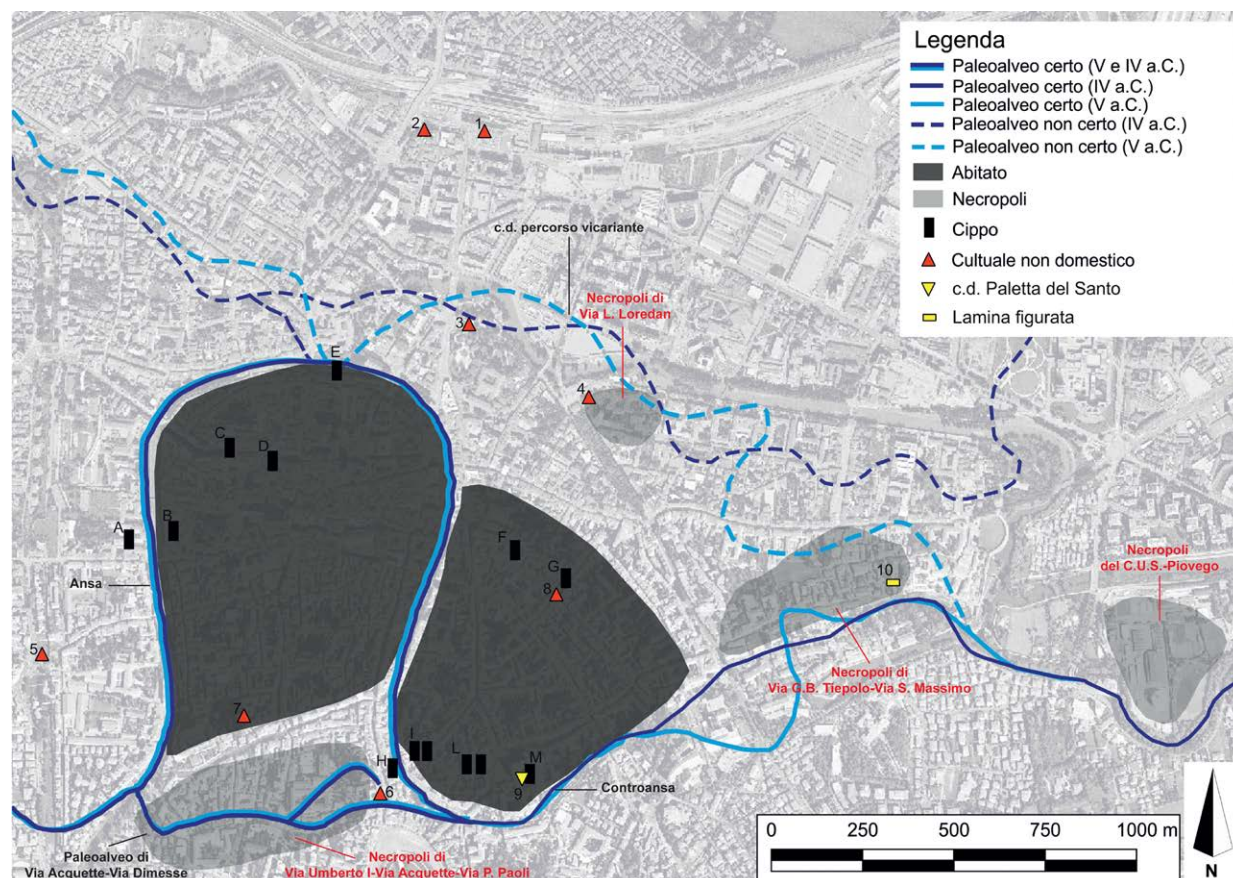 Legenda
Paleoalveo certo (V e IV a.C.)
Paleoalveo certo (IV a.C.)
Paleoalveo certo (V a.C.)
Paleoalveo non certo (IV a.C.)
Paleoalveo non certo (V a.C.)
Abitato
Necropoli
Cippo
Cultuale non domestico
c.d. Paletta del Santo
Lamina figurata
2
1
c.d. percorso vicariante
Necropoli di
Via L. Loredan
3
E
4
C
D
A
B
F
G
8
Ansa
10
Necropoli
del C.U.S.-Piovego
5
Necropoli di
Via G.B. Tiepolo-Via S. Massimo
7
I
L
H
M
9
6
Controansa
Paleoalveo di
Via Acquette-Via Dimesse
Necropoli di
Via Umberto I-Via Acquette-Via P. Paoli
0 250 500 750 1000 m
N